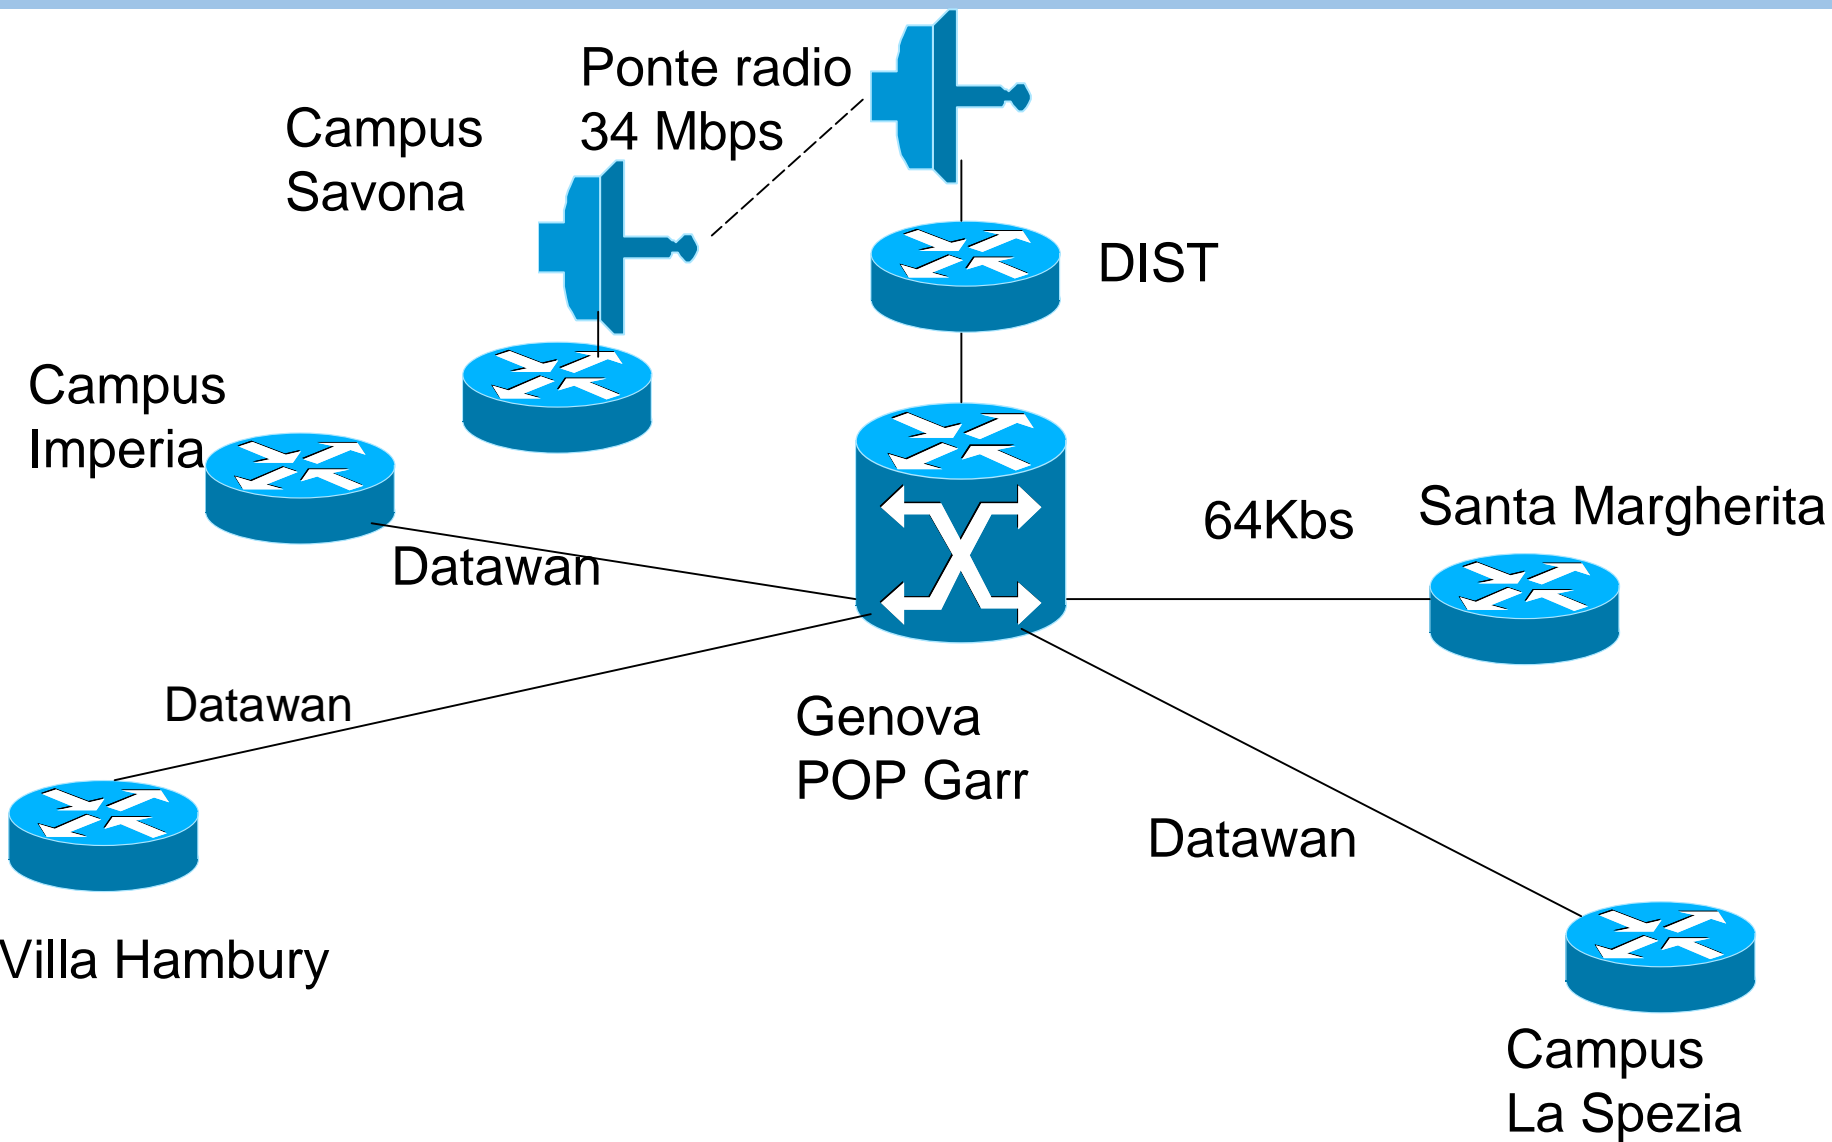 Ponte radio
34 Mbps
Campus
Savona
DIST
Campus
Imperia
64Kbs
Santa Margherita
Datawan
Datawan
Genova
POP Garr
Datawan
Villa Hambury
Campus
La Spezia